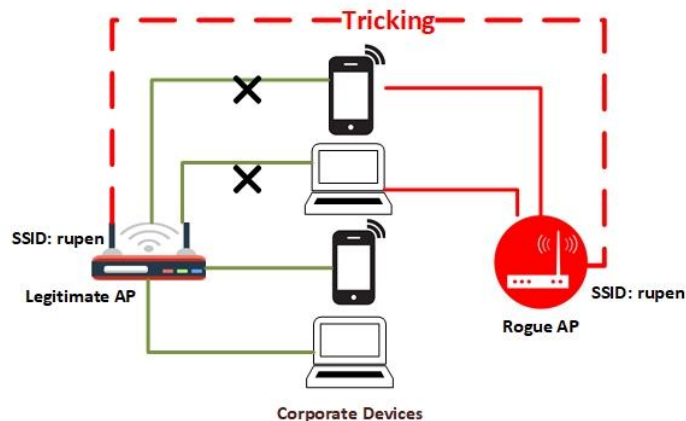 Tricking
SSID: rupen
Legitimate AP
SSID: rupen
Rogue AP
Corporate Devices